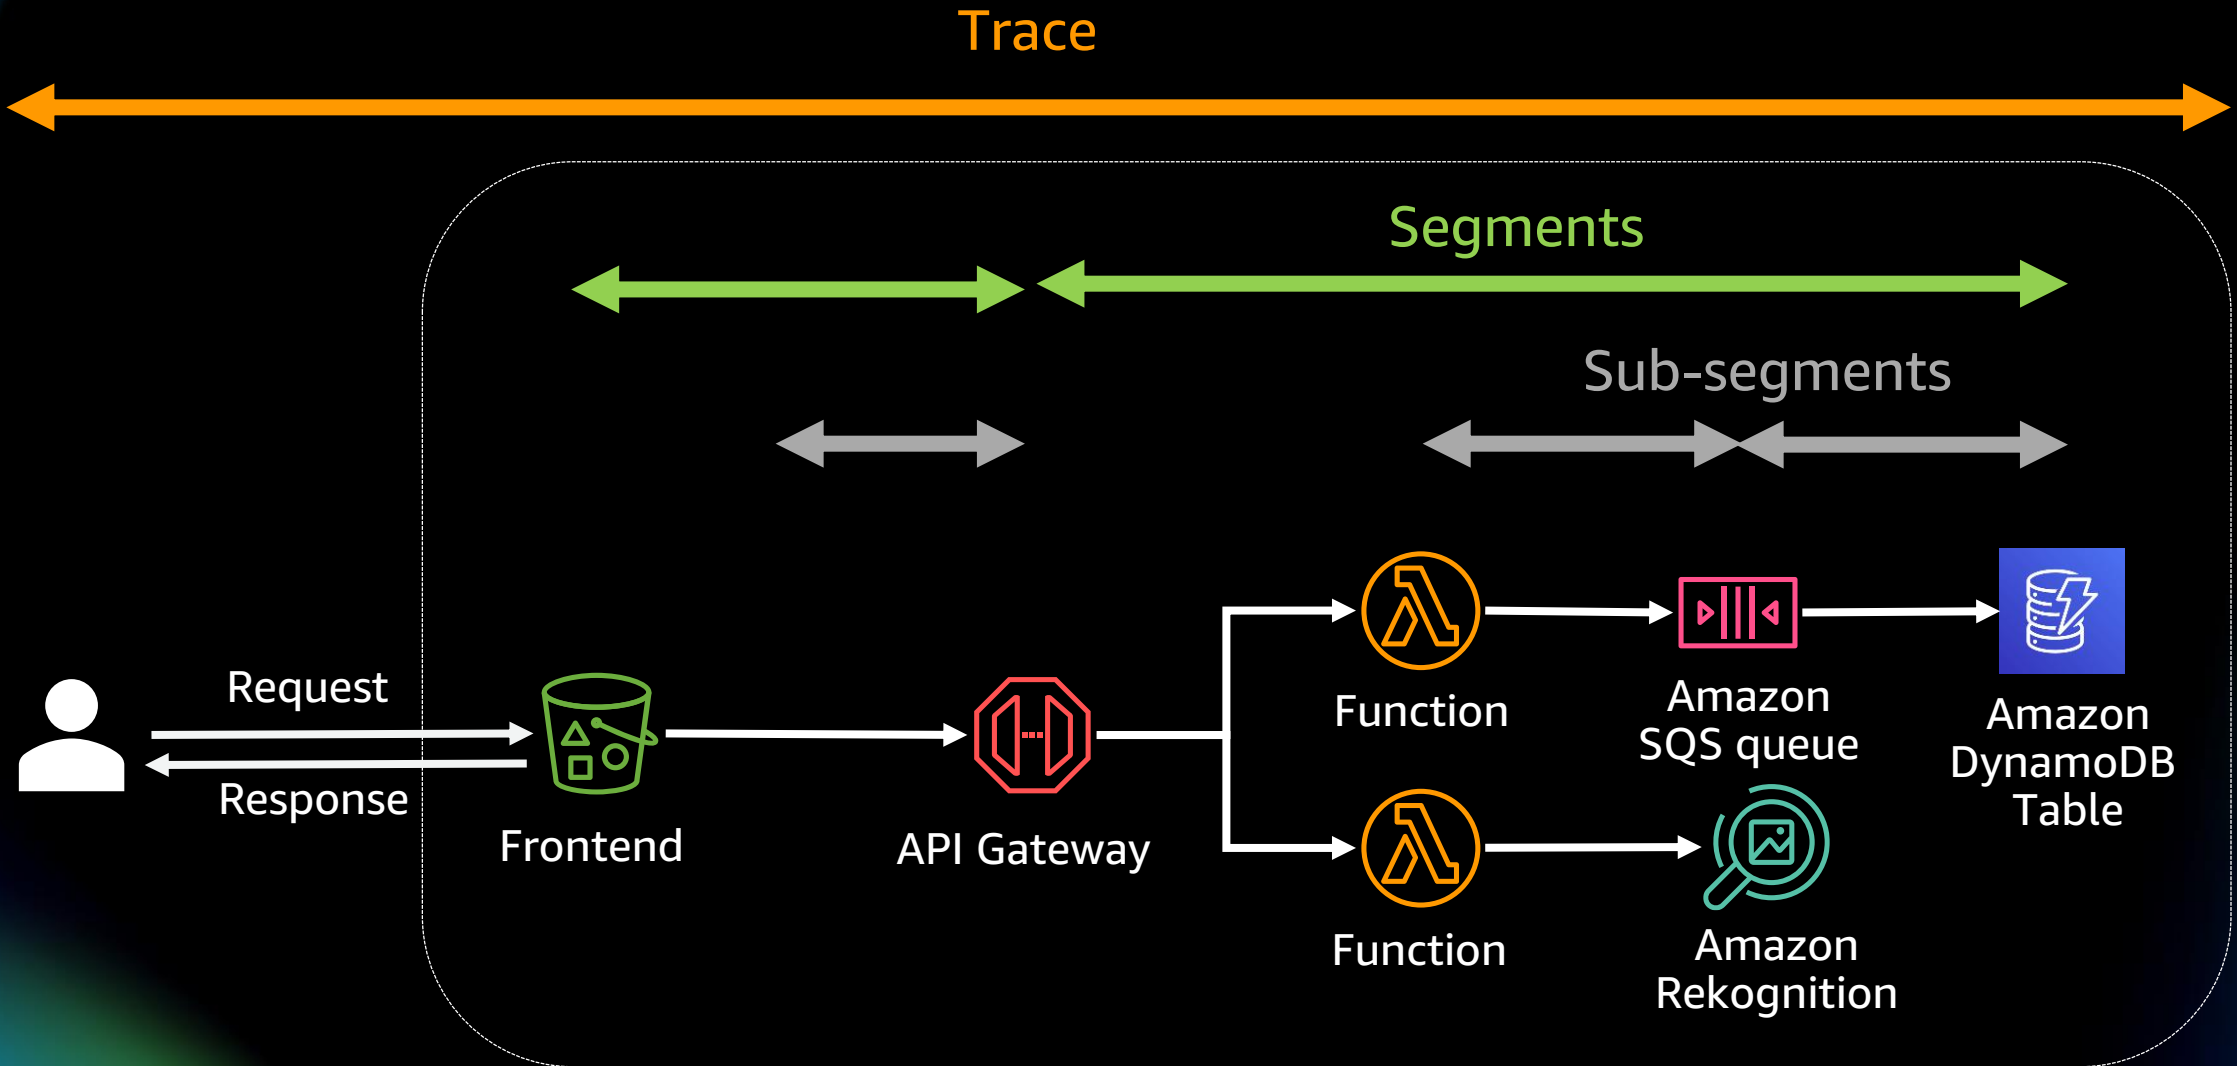 Trace
Segments
Sub-segments
Request
Response
Frontend
API Gateway
Function
Amazon
SQS queue
Amazon
DynamoDB
Table
Function
Amazon
Rekognition